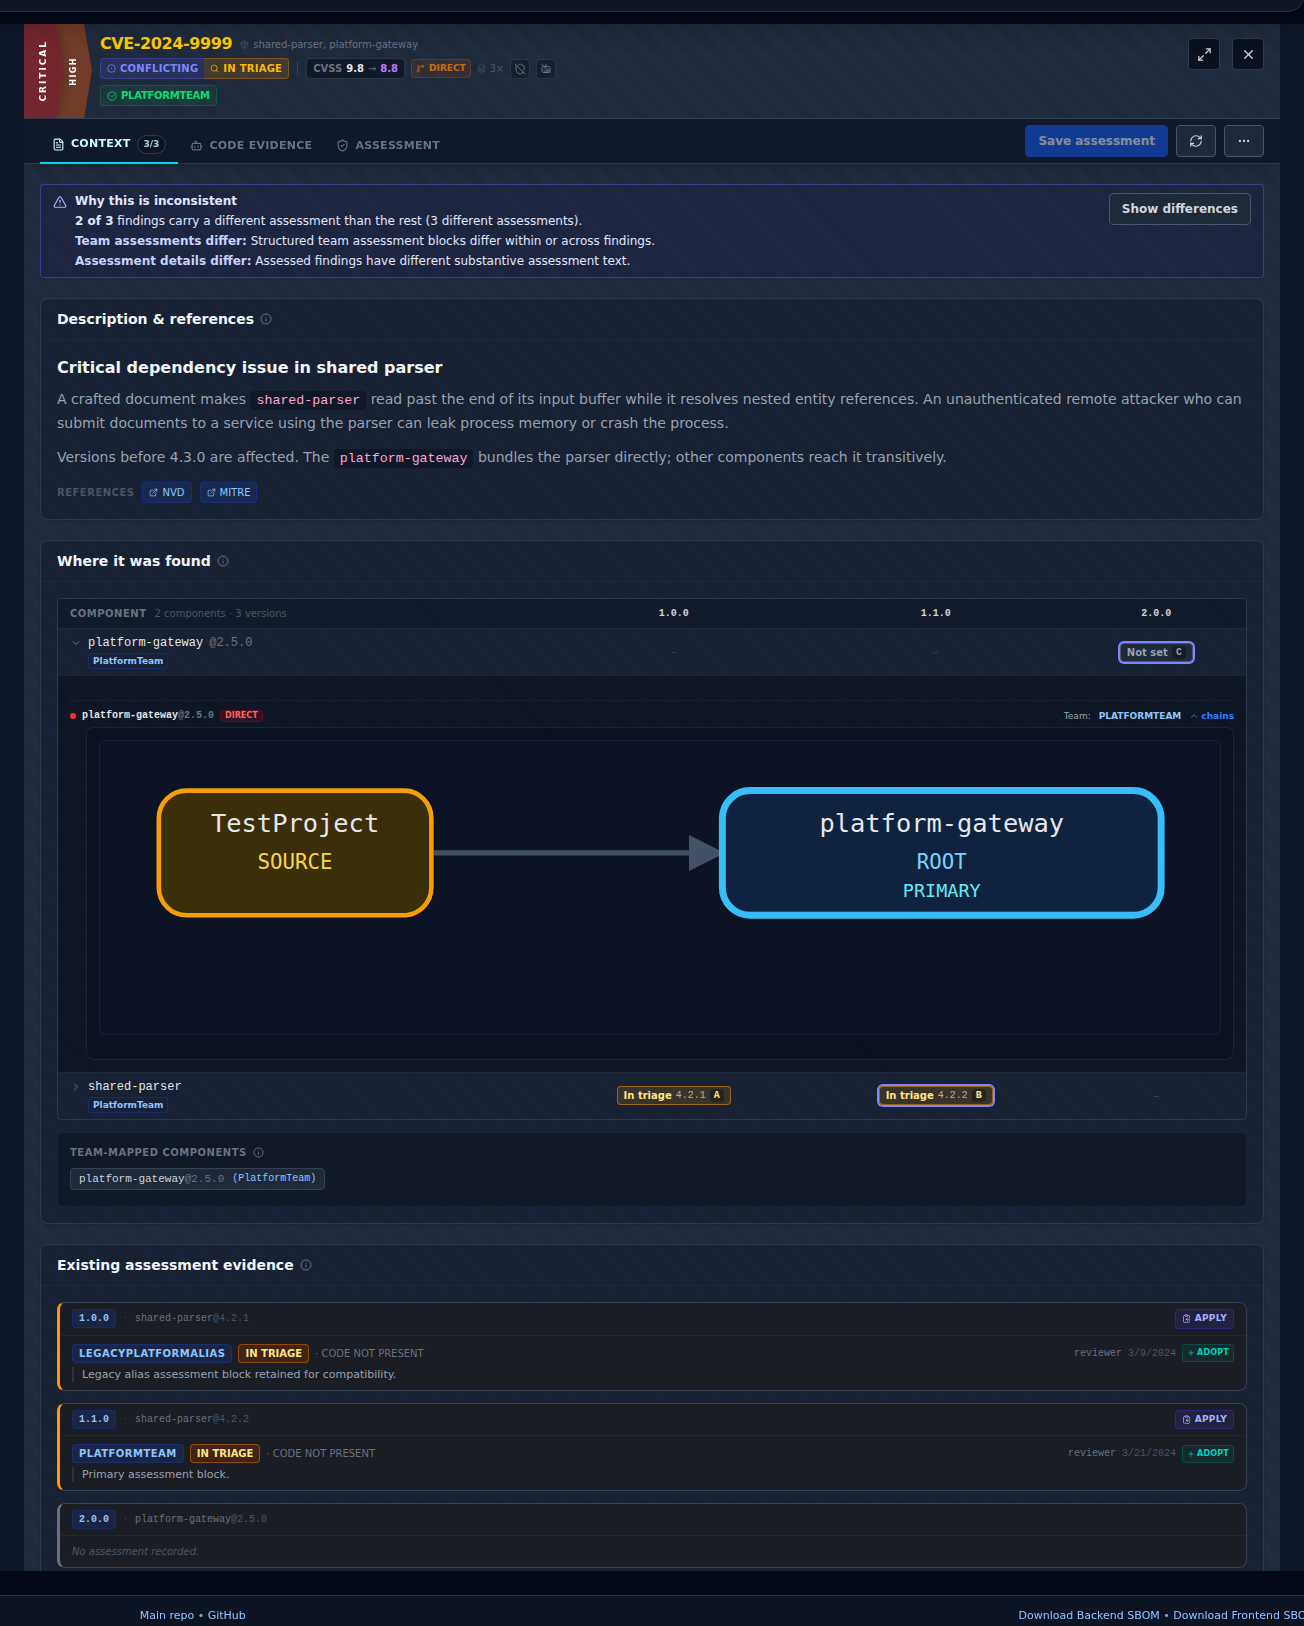 CRITICAL
HIGH
CVE-2024-9999 shared-parser, platform-gateway
CONFLICTING IN TRIAGE CVSS 9.8 → 8.8 DIRECT 3×
PLATFORMTEAM
CONTEXT 3/3 CODE EVIDENCE ASSESSMENT Save assessment ···
Why this is inconsistent
2 of 3 findings carry a different assessment than the rest (3 different assessments).
Team assessments differ: Structured team assessment blocks differ within or across findings.
Assessment details differ: Assessed findings have different substantive assessment text.
Show differences
Description & references
Critical dependency issue in shared parser
A crafted document makes shared-parser read past the end of its input buffer while it resolves nested entity references. An unauthenticated remote attacker who can
submit documents to a service using the parser can leak process memory or crash the process.
Versions before 4.3.0 are affected. The platform-gateway bundles the parser directly; other components reach it transitively.
REFERENCES NVD MITRE
Where it was found
COMPONENT 2 components · 3 versions 1.0.0 1.1.0 2.0.0
platform-gateway @2.5.0 – – Not set C
PlatformTeam
platform-gateway@2.5.0 DIRECT Team: PLATFORMTEAM chains
TestProject
SOURCE
platform-gateway
ROOT
PRIMARY
shared-parser In triage 4.2.1 A In triage 4.2.2 B –
PlatformTeam
TEAM-MAPPED COMPONENTS
platform-gateway@2.5.0 (PlatformTeam)
Existing assessment evidence
1.0.0 · shared-parser@4.2.1 APPLY
LEGACYPLATFORMALIAS IN TRIAGE · CODE NOT PRESENT reviewer 3/9/2024 + ADOPT
Legacy alias assessment block retained for compatibility.
1.1.0 · shared-parser@4.2.2 APPLY
PLATFORMTEAM IN TRIAGE · CODE NOT PRESENT reviewer 3/21/2024 + ADOPT
Primary assessment block.
2.0.0 · platform-gateway@2.5.0
No assessment recorded.
Main repo • GitHub Download Backend SBOM • Download Frontend SBO